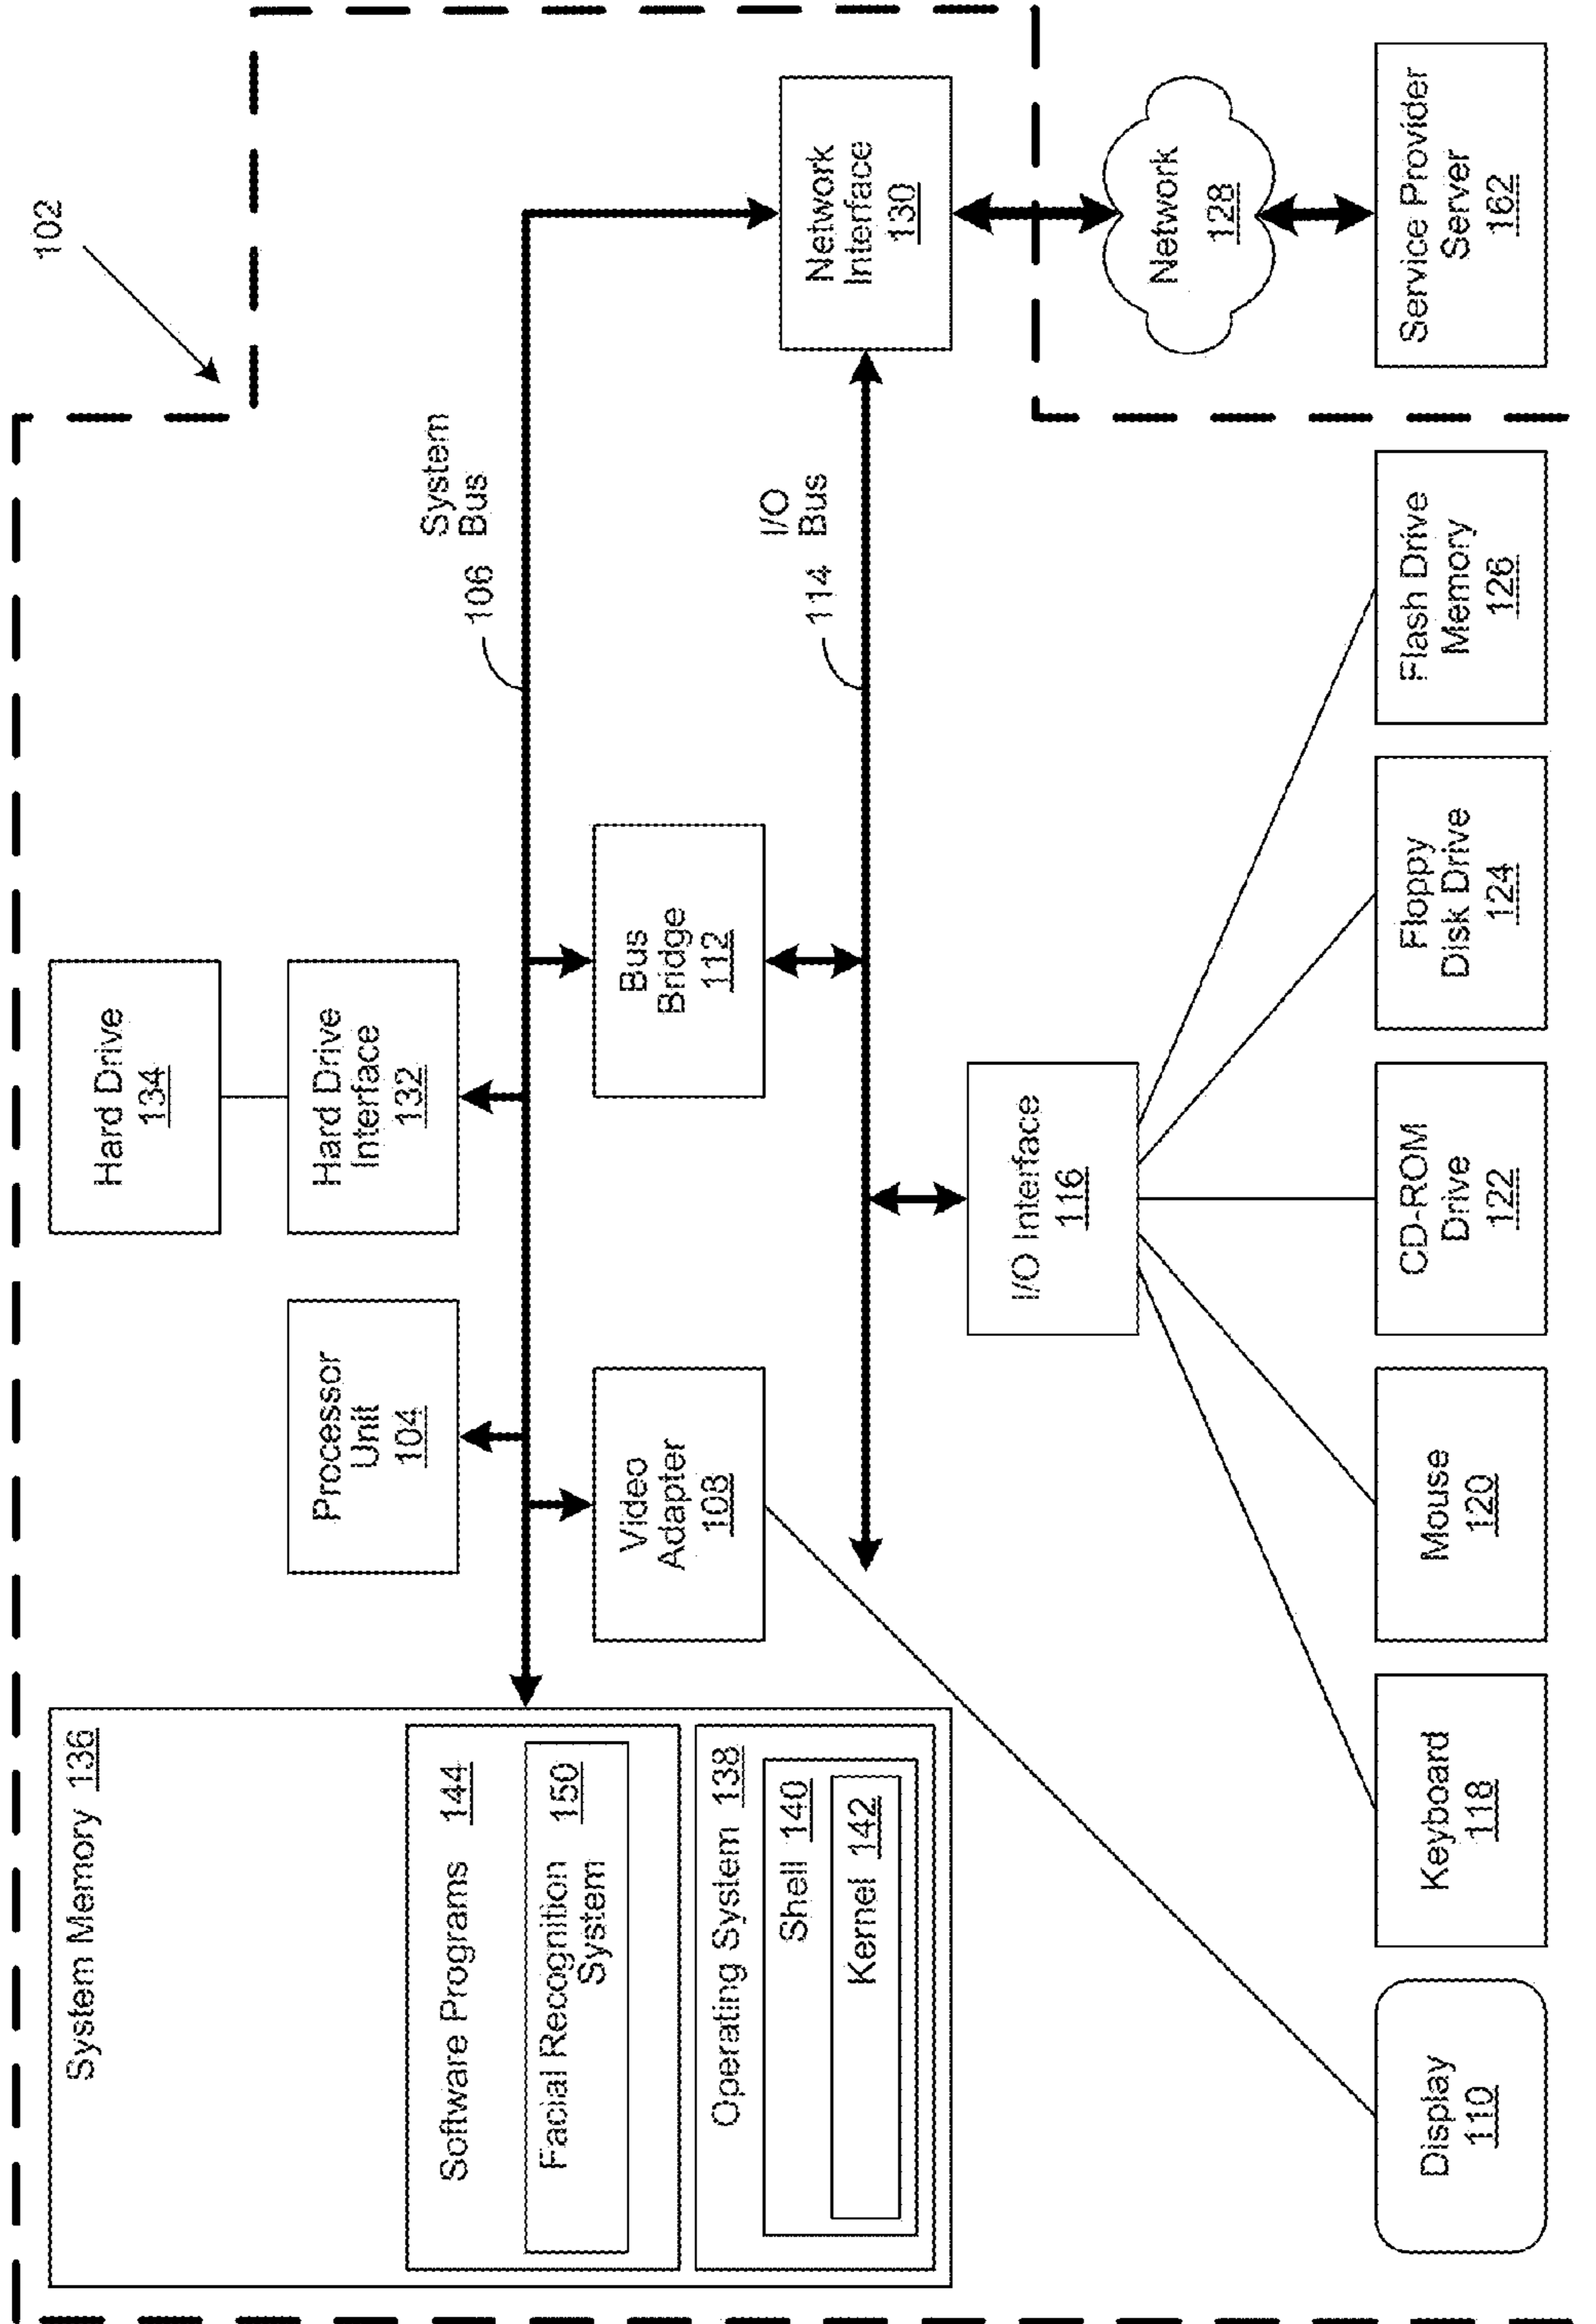 102
System Memory 136
Software Programs 144
Facial Recognition 150
System
Operating System 138
Shell 140
Kernel 142
Hard Drive
134
Processor
Unit
104
Hard Drive
Interface
132
System
Bus
106
Video
Adapter
108
Bus
Bridge
112
I/O
Bus
114
Network
Interface
130
I/O Interface
116
Network
128
Display
110
Keyboard
118
Mouse
120
CD-ROM
Drive
122
Floppy
Disk Drive
124
Flash Drive
Memory
126
Service Provider
Server
162